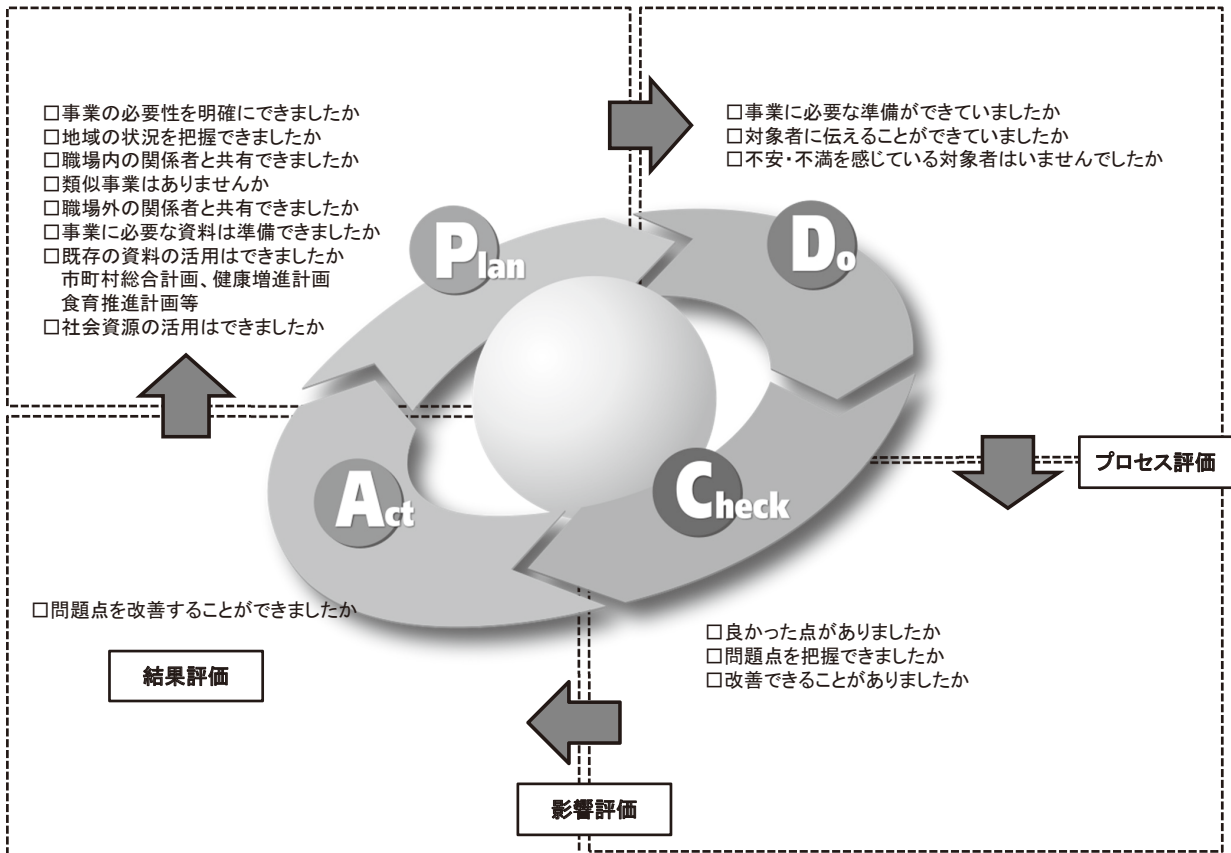 □事業の必要性を明確にできましたか
□地域の状況を把握できましたか
□職場内の関係者と共有できましたか
□類似事業はありませんか
□職場外の関係者と共有できましたか
□事業に必要な資料は準備できましたか
□既存の資料の活用はできましたか
市町村総合計画、健康増進計画
食育推進計画等
□社会資源の活用はできましたか
Plan
□事業に必要な準備ができていましたか
□対象者に伝えることができていましたか
□不安・不満を感じている対象者はいませんでしたか
Do
プロセス評価
Check
□良かった点がありましたか
□問題点を把握できましたか
□改善できることがありましたか
影響評価
Act
□問題点を改善することができましたか
結果評価